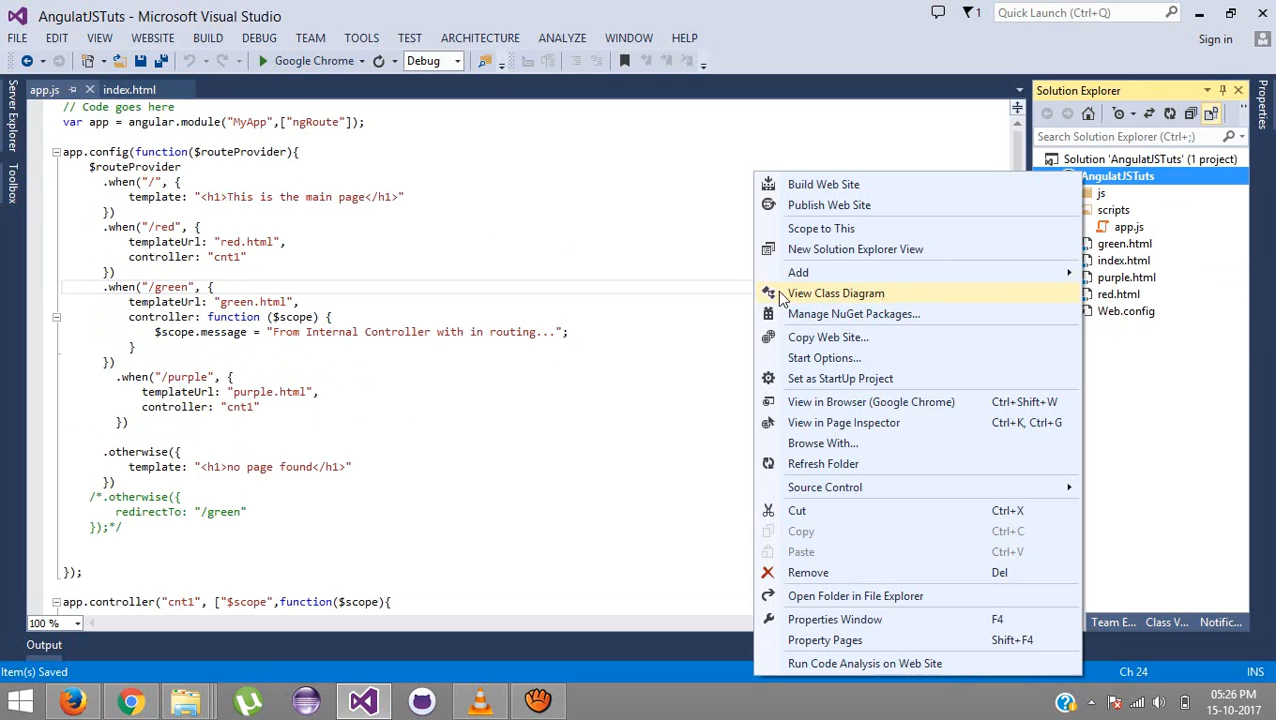 AngulatJSTuts - Microsoft Visual Studio
1
Quick Launch (Ctrl+Q)
FILE EDIT VIEW WEBSITE BUILD DEBUG TEAM TOOLS TEST ARCHITECTURE ANALYZE WINDOW HELP
Sign in
Google Chrome
Debug
Server Explorer
Toolbox
app.js
index.html
// Code goes here
var app = angular.module("MyApp",["ngRoute"]);
app.config(function($routeProvider){
$routeProvider
.when("/", {
template: "<h1>This is the main page</h1>"
})
.when("/red", {
templateUrl: "red.html",
controller: "cnt1"
})
.when("/green", {
templateUrl: "green.html",
controller: function ($scope) {
$scope.message = "From Internal Controller with in routing...";
}
})
.when("/purple", {
templateUrl: "purple.html",
controller: "cnt1"
})
.otherwise({
template: "<h1>no page found</h1>"
})
/*.otherwise({
redirectTo: "/green"
});*/
});
app.controller("cnt1", ["$scope",function($scope){
100 %
Build Web Site
Publish Web Site
Scope to This
New Solution Explorer View
Add
View Class Diagram
Manage NuGet Packages...
Copy Web Site...
Start Options...
Set as StartUp Project
View in Browser (Google Chrome) Ctrl+Shift+W
View in Page Inspector Ctrl+K, Ctrl+G
Browse With...
Refresh Folder
Source Control
Cut Ctrl+X
Copy Ctrl+C
Paste Ctrl+V
Remove Del
Open Folder in File Explorer
Properties Window F4
Property Pages Shift+F4
Run Code Analysis on Web Site
Solution Explorer
Search Solution Explorer (Ctrl+;)
Solution 'AngulatJSTuts' (1 project)
AngulatJSTuts
js
scripts
app.js
green.html
index.html
purple.html
red.html
Web.config
Properties
Team E... Class V... Notific...
Output
Item(s) Saved
Ch 24
INS
05:26 PM
15-10-2017